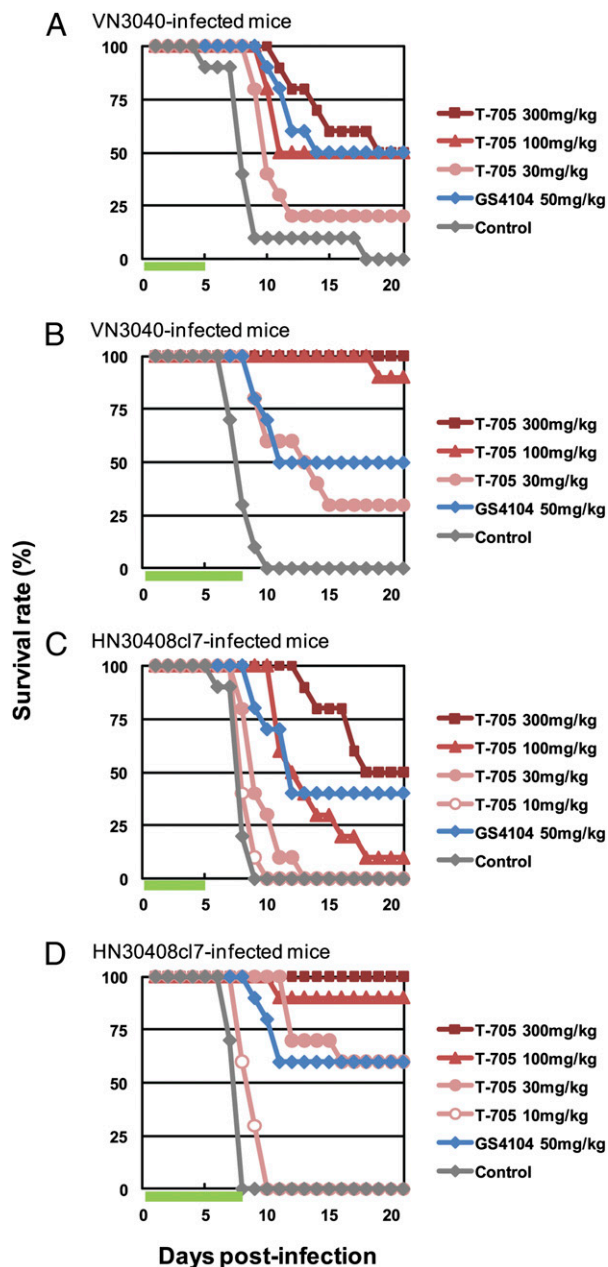 A VN3040-infected mice
100
75
50
25
0
0 5 10 15 20
T-705 300mg/kg
T-705 100mg/kg
T-705 30mg/kg
GS4104 50mg/kg
Control
B VN3040-infected mice
100
75
50
25
0
0 5 10 15 20
T-705 300mg/kg
T-705 100mg/kg
T-705 30mg/kg
GS4104 50mg/kg
Control
Survival rate (%)
C HN30408cl7-infected mice
100
75
50
25
0
0 5 10 15 20
T-705 300mg/kg
T-705 100mg/kg
T-705 30mg/kg
T-705 10mg/kg
GS4104 50mg/kg
Control
D HN30408cl7-infected mice
100
75
50
25
0
0 5 10 15 20
T-705 300mg/kg
T-705 100mg/kg
T-705 30mg/kg
T-705 10mg/kg
GS4104 50mg/kg
Control
Days post-infection